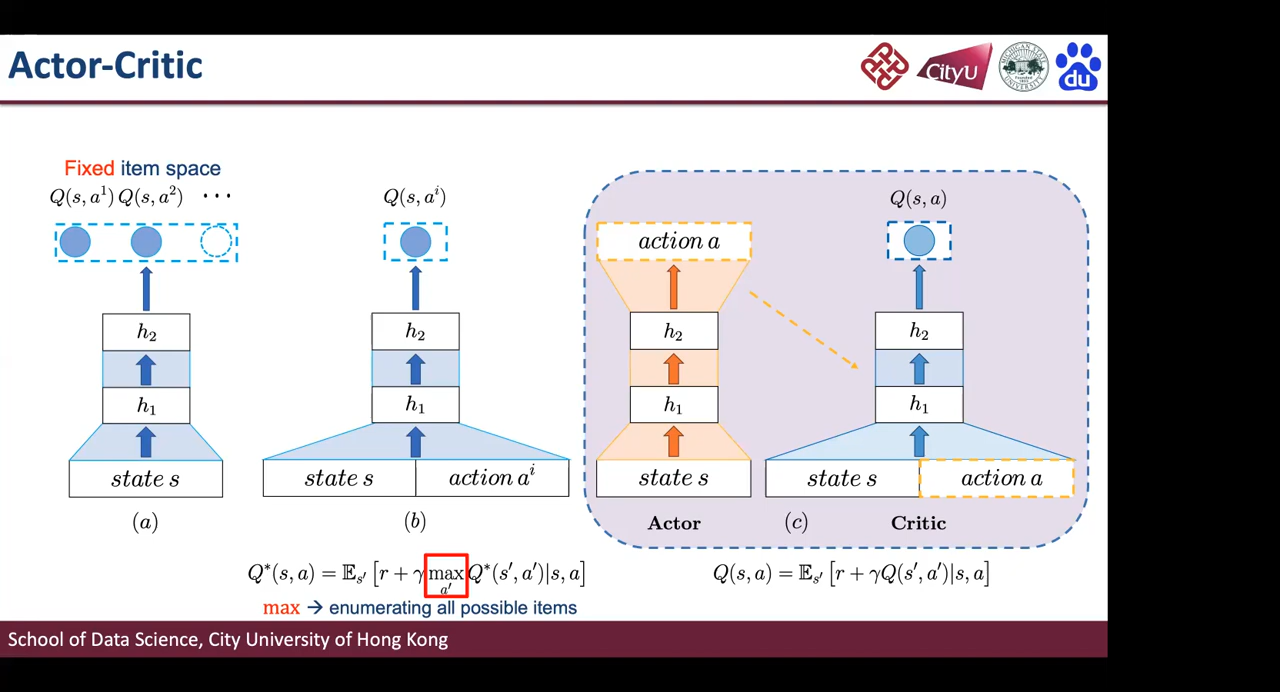 Actor-Critic
CityU
du
Fixed item space
Q(s, a¹) Q(s, a²) ···
h₂
h₁
state s
(a)
Q(s, aⁱ)
h₂
h₁
state s action aⁱ
(b)
action a
h₂
h₁
state s
Actor
(c)
Q(s, a)
h₂
h₁
state s action a
Critic
Q*(s, a) = 𝔼ₛ′ [r + γ max Q*(s′, a′)|s, a]
a′
max → enumerating all possible items
Q(s, a) = 𝔼ₛ′ [r + γQ(s′, a′)|s, a]
School of Data Science, City University of Hong Kong